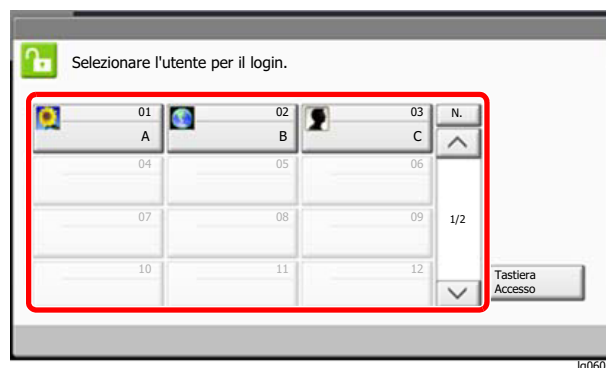 Selezionare l'utente per il login.
01 02 03 N.
A B C
04 05 06
07 08 09 1/2
10 11 12
Tastiera
Accesso